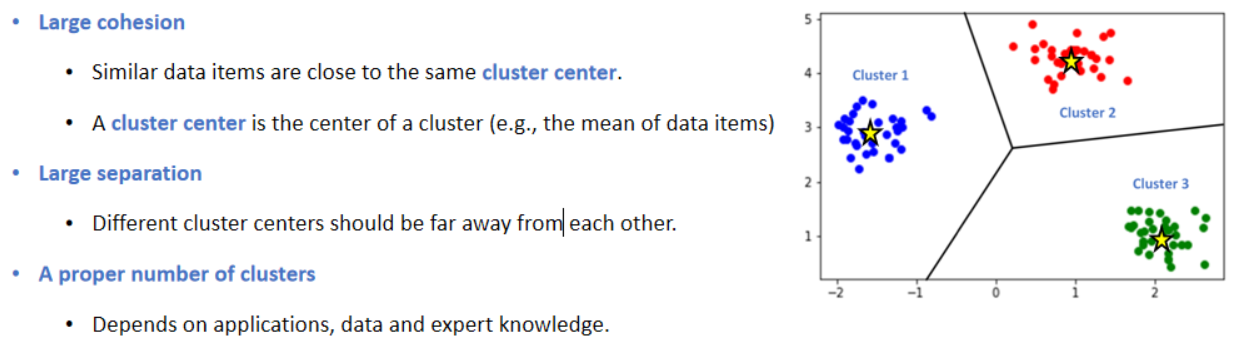 • Large cohesion
• Similar data items are close to the same cluster center.
• A cluster center is the center of a cluster (e.g., the mean of data items)
• Large separation
• Different cluster centers should be far away from each other.
• A proper number of clusters
• Depends on applications, data and expert knowledge.
5
4
3
2
1
−2 −1 0 1 2
Cluster 1
Cluster 2
Cluster 3